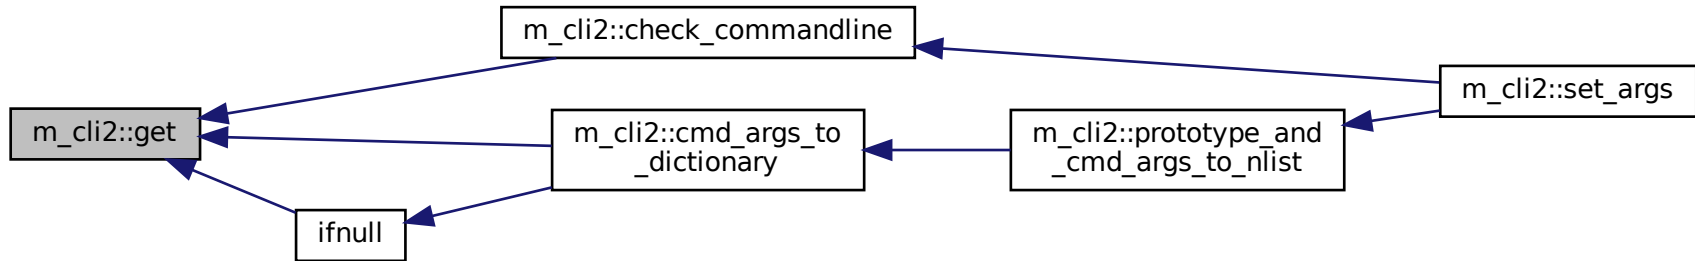 m_cli2::check_commandline
m_cli2::set_args
m_cli2::get
m_cli2::cmd_args_to
_dictionary
m_cli2::prototype_and
_cmd_args_to_nlist
ifnull